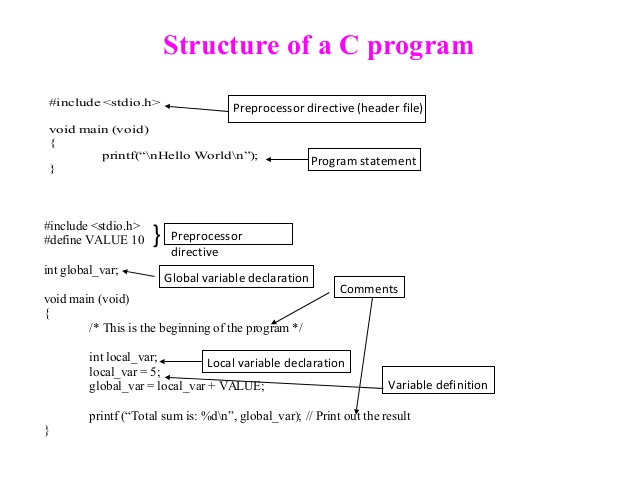 Structure of a C program
#include <stdio.h>
Preprocessor directive (header file)
void main (void)
{
printf(“\nHello World\n”);
Program statement
}
#include <stdio.h>
#define VALUE 10
}
Preprocessor
directive
int global_var;
Global variable declaration
Comments
void main (void)
{
/* This is the beginning of the program */
int local_var;
Local variable declaration
local_var = 5;
global_var = local_var + VALUE;
Variable definition
printf (“Total sum is: %d\n”, global_var); // Print out the result
}